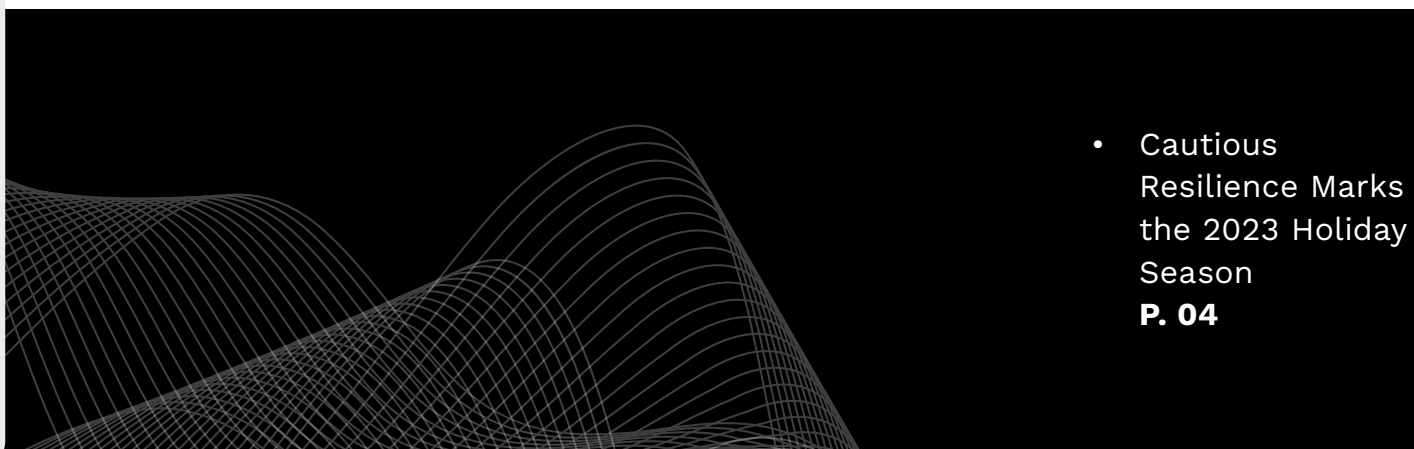 • Cautious
Resilience Marks
the 2023 Holiday
Season
P. 04